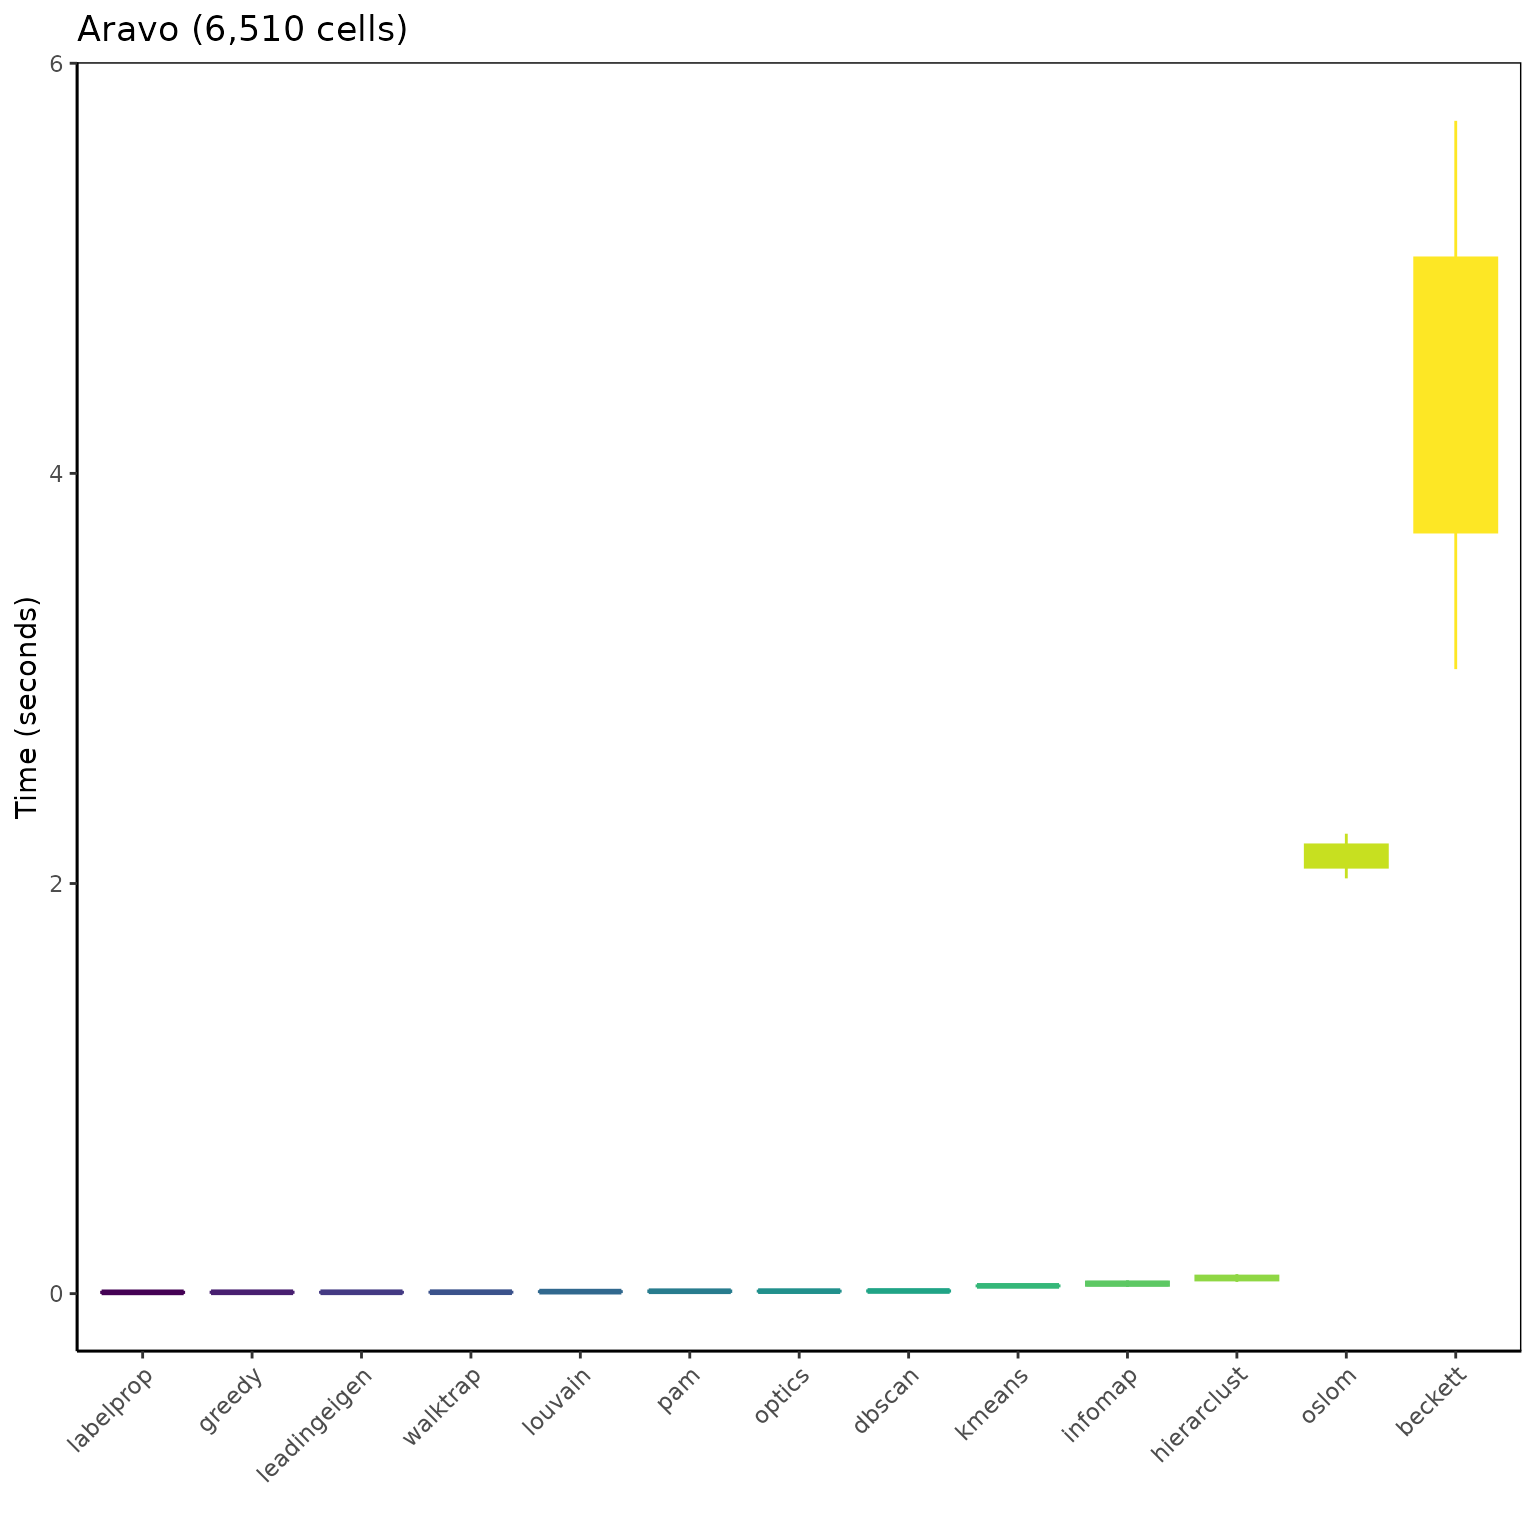 Aravo (6,510 cells)
Time (seconds)
6
4
2
0
labelprop
greedy
leadingeigen
walktrap
louvain
pam
optics
dbscan
kmeans
infomap
hierarclust
oslom
beckett